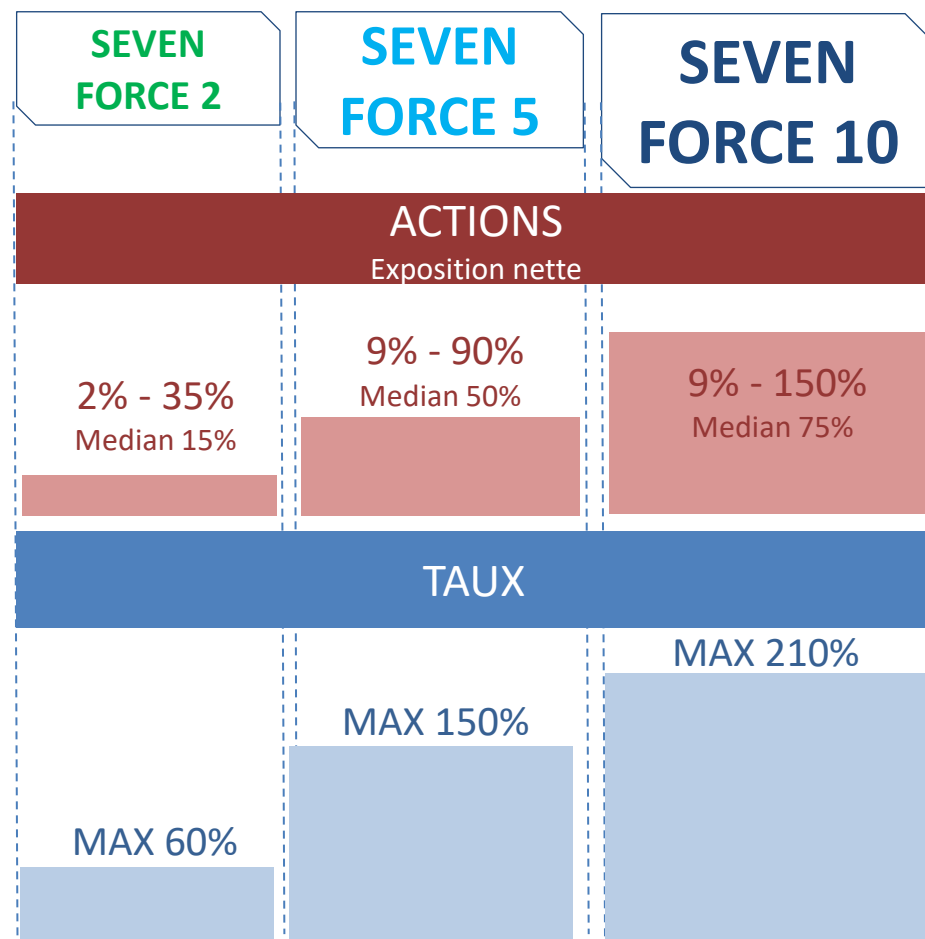 SEVEN
FORCE 2
SEVEN
FORCE 5
SEVEN
FORCE 10
ACTIONS
Exposition nette
2% - 35%
Median 15%
9% - 90%
Median 50%
9% - 150%
Median 75%
TAUX
MAX 60%
MAX 150%
MAX 210%